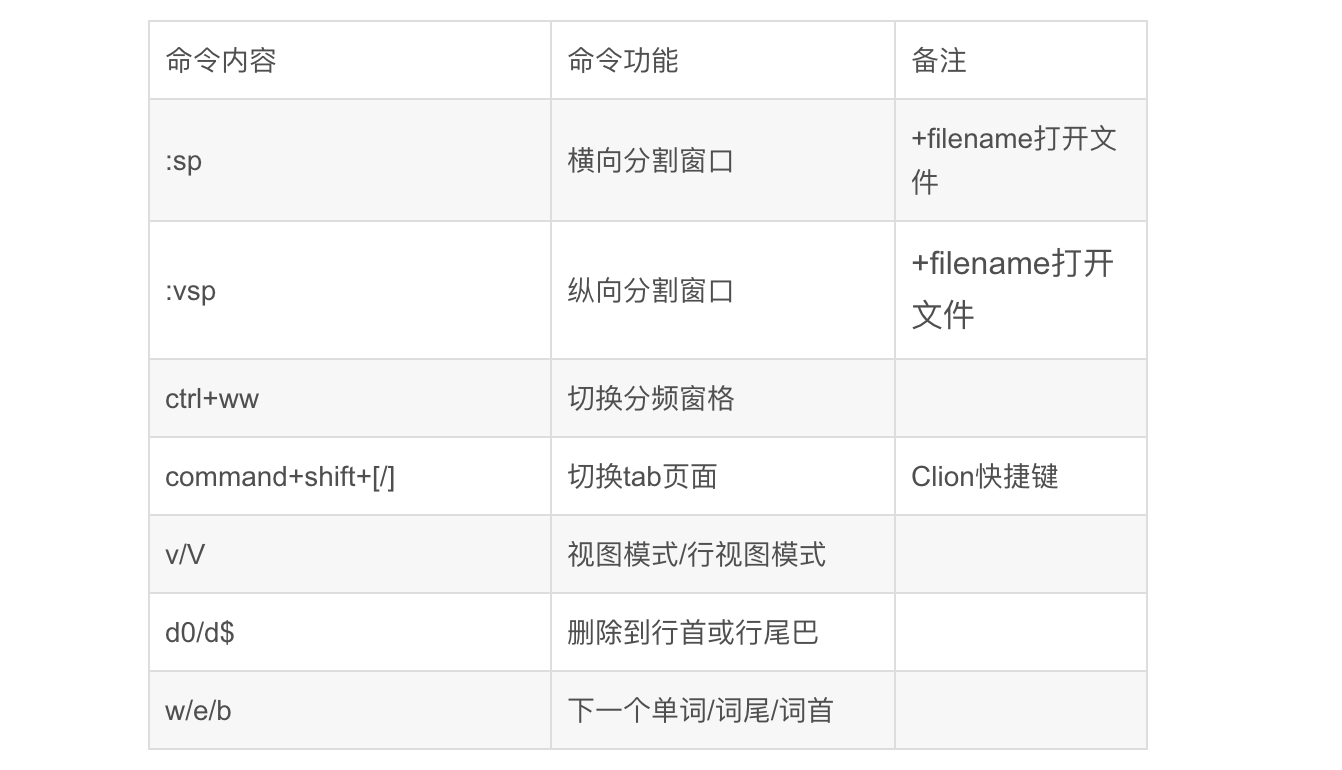 命令内容 命令功能 备注
:sp 横向分割窗口 +filename打开文
件
:vsp 纵向分割窗口 +filename打开
文件
ctrl+ww 切换分频窗格
command+shift+[/] 切换tab页面 Clion快捷键
v/V 视图模式/行视图模式
d0/d$ 删除到行首或行尾巴
w/e/b 下一个单词/词尾/词首